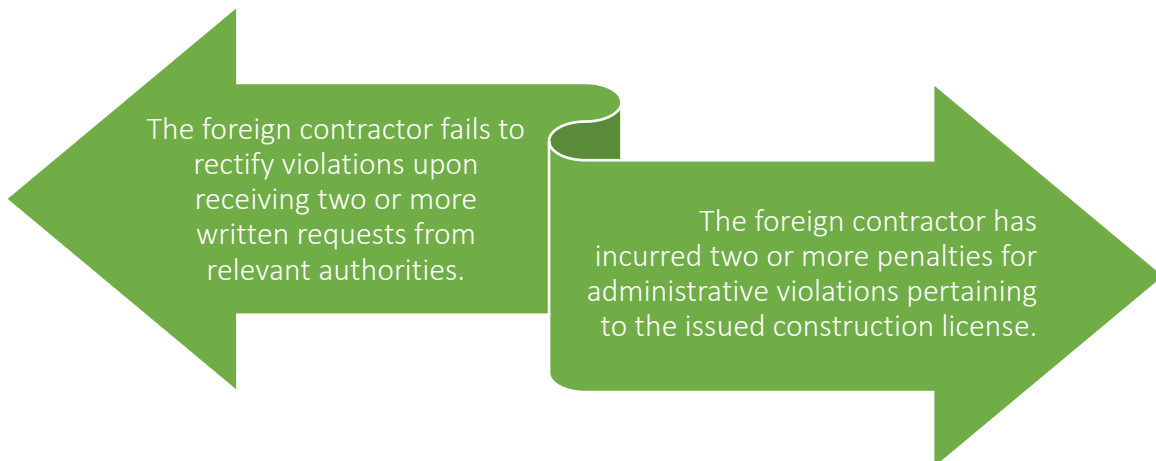 The foreign contractor fails to
rectify violations upon
receiving two or more
written requests from
relevant authorities.
The foreign contractor has
incurred two or more penalties for
administrative violations pertaining
to the issued construction license.